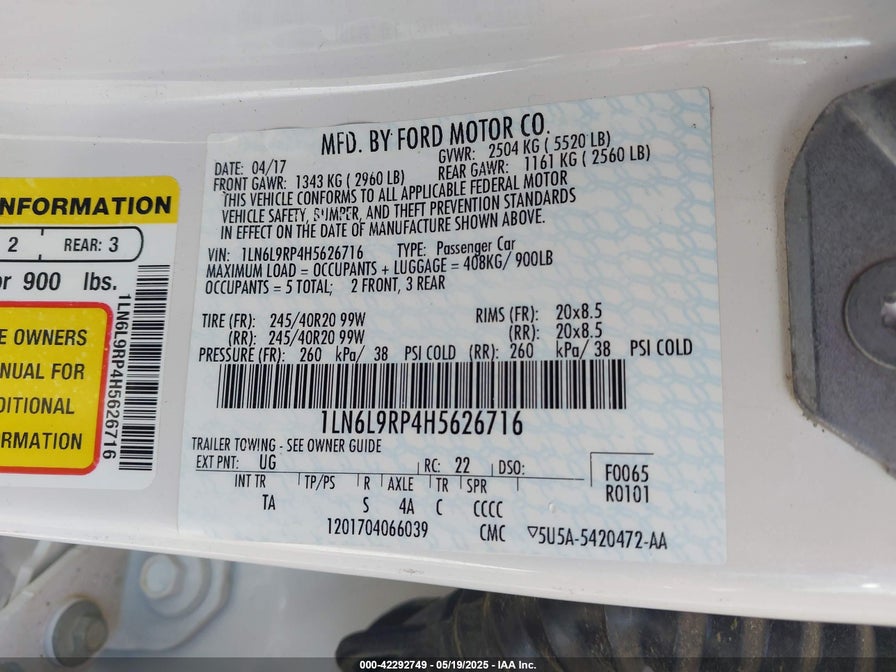 MFD. BY FORD MOTOR CO.
DATE: 04/17
GVWR: 2504 KG ( 5520 LB)
FRONT GAWR: 1343 KG ( 2960 LB)
REAR GAWR: 1161 KG ( 2560 LB)
THIS VEHICLE CONFORMS TO ALL APPLICABLE FEDERAL MOTOR
VEHICLE SAFETY, BUMPER, AND THEFT PREVENTION STANDARDS
IN EFFECT ON THE DATE OF MANUFACTURE SHOWN ABOVE.
VIN: 1LN6L9RP4H5626716 TYPE: Passenger Car
MAXIMUM LOAD = OCCUPANTS + LUGGAGE = 408KG/ 900LB
OCCUPANTS = 5 TOTAL; 2 FRONT, 3 REAR
TIRE (FR): 245/40R20 99W RIMS (FR): 20x8.5
(RR): 245/40R20 99W (RR): 20x8.5
PRESSURE (FR): 260 kPa/ 38 PSI COLD (RR): 260 kPa/ 38 PSI COLD
1LN6L9RP4H5626716
TRAILER TOWING - SEE OWNER GUIDE
EXT PNT: UG RC: 22 DSO:
INT TR TP/PS R AXLE TR SPR
TA S 4A C CCCC
F0065
R0101
1201704066039 CMC ▽5U5A-5420472-AA
NFORMATION
2 REAR: 3
or 900 lbs.
E OWNERS
NUAL FOR
DITIONAL
ORMATION
1LN6L9RP4H5626716
000-42292749 - 05/19/2025 - IAA Inc.